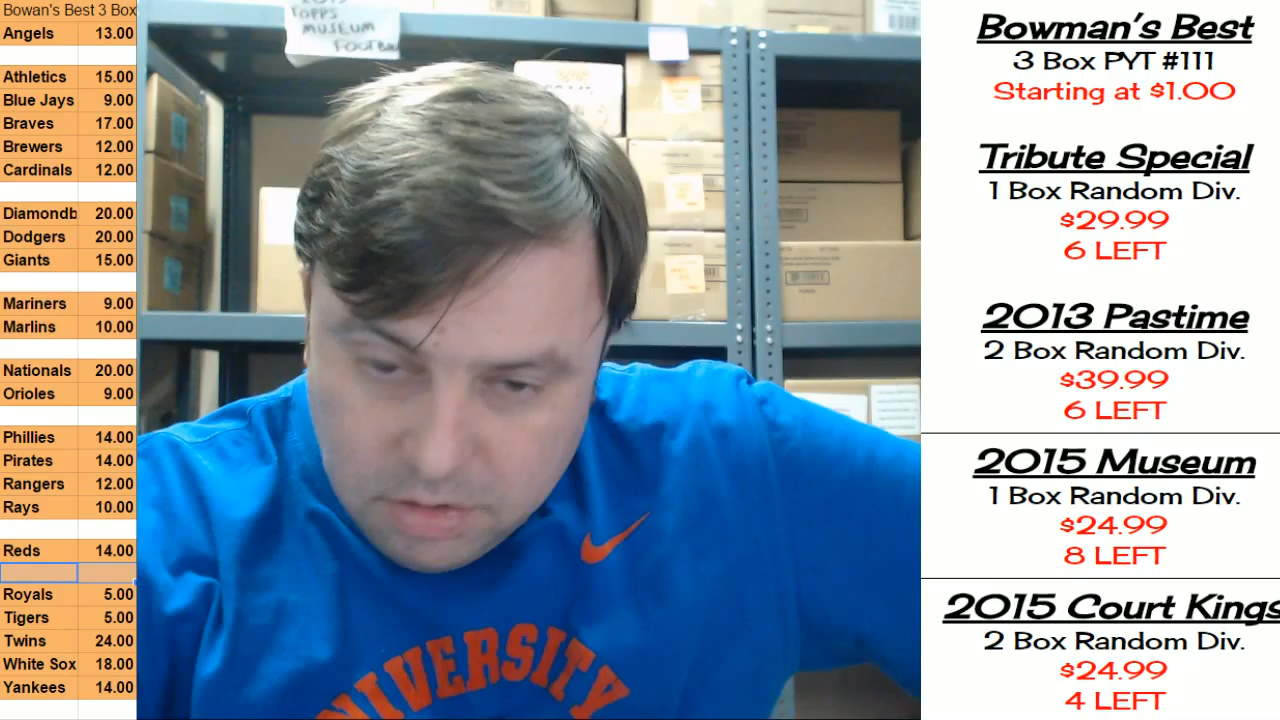 Bowan's Best 3 Box
Angels 13.00
Athletics 15.00
Blue Jays 9.00
Braves 17.00
Brewers 12.00
Cardinals 12.00
Diamondb 20.00
Dodgers 20.00
Giants 15.00
Mariners 9.00
Marlins 10.00
Nationals 20.00
Orioles 9.00
Phillies 14.00
Pirates 14.00
Rangers 12.00
Rays 10.00
Reds 14.00
Royals 5.00
Tigers 5.00
Twins 24.00
White Sox 18.00
Yankees 14.00
TOPPS
MUSEUM
FOOTBALL
NIVERSITY
Bowman's Best
3 Box PYT #111
Starting at $1.00
Tribute Special
1 Box Random Div.
$29.99
6 LEFT
2013 Pastime
2 Box Random Div.
$39.99
6 LEFT
2015 Museum
1 Box Random Div.
$24.99
8 LEFT
2015 Court Kings
2 Box Random Div.
$24.99
4 LEFT